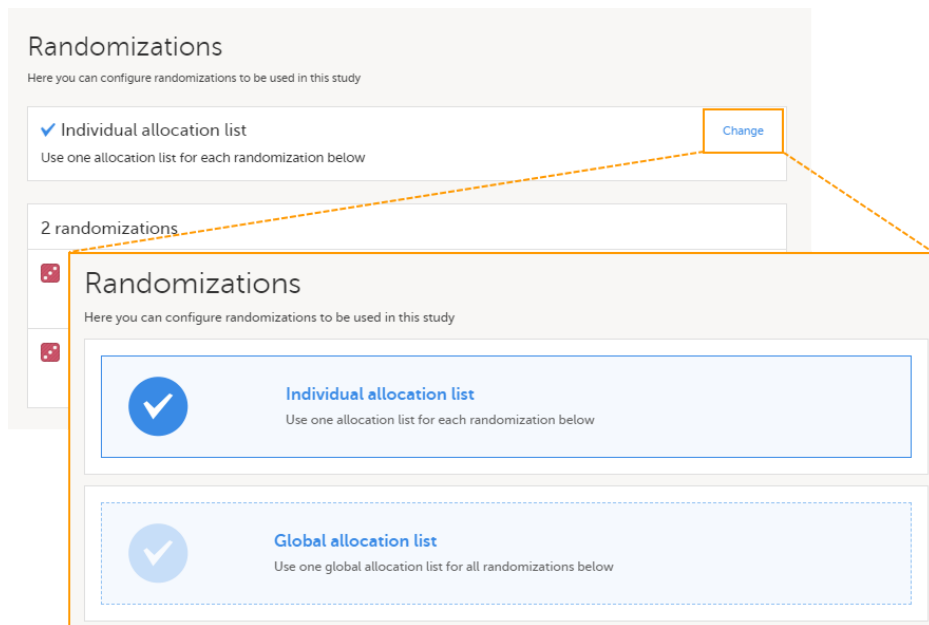 Randomizations
Here you can configure randomizations to be used in this study
Individual allocation list
Change
Use one allocation list for each randomization below
2 randomizations
Randomizations
Here you can configure randomizations to be used in this study
Individual allocation list
Use one allocation list for each randomization below
Global allocation list
Use one global allocation list for all randomizations below